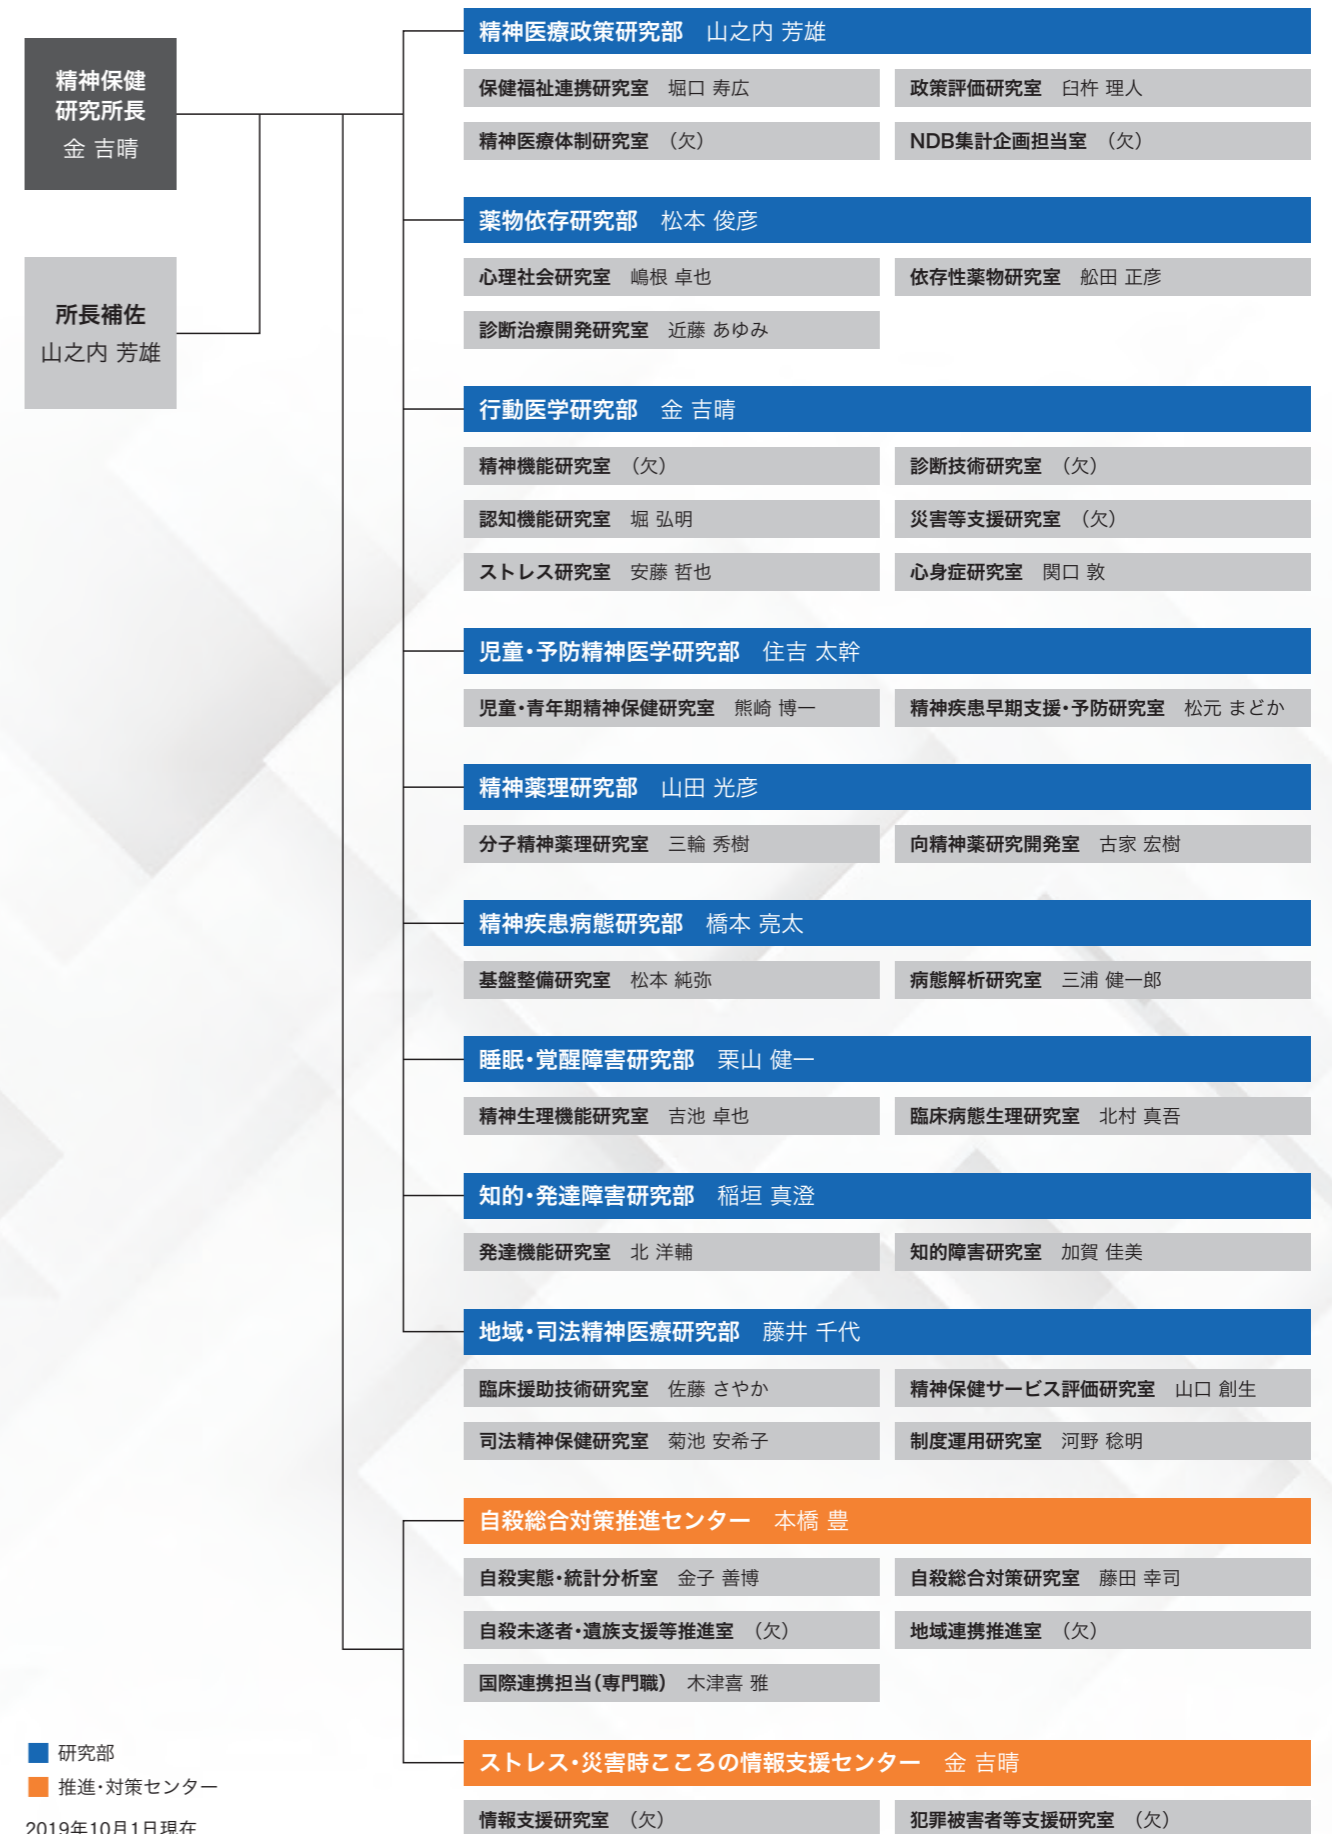 精神保健
研究所長
金 吉晴
所長補佐
山之内 芳雄
精神医療政策研究部 山之内 芳雄
保健福祉連携研究室 堀口 寿広
政策評価研究室 臼杵 理人
精神医療体制研究室 （欠）
NDB集計企画担当室 （欠）
薬物依存研究部 松本 俊彦
心理社会研究室 嶋根 卓也
依存性薬物研究室 舩田 正彦
診断治療開発研究室 近藤 あゆみ
行動医学研究部 金 吉晴
精神機能研究室 （欠）
診断技術研究室 （欠）
認知機能研究室 堀 弘明
災害等支援研究室 （欠）
ストレス研究室 安藤 哲也
心身症研究室 関口 敦
児童・予防精神医学研究部 住吉 太幹
児童・青年期精神保健研究室 熊崎 博一
精神疾患早期支援・予防研究室 松元 まどか
精神薬理研究部 山田 光彦
分子精神薬理研究室 三輪 秀樹
向精神薬研究開発室 古家 宏樹
精神疾患病態研究部 橋本 亮太
基盤整備研究室 松本 純弥
病態解析研究室 三浦 健一郎
睡眠・覚醒障害研究部 栗山 健一
精神生理機能研究室 吉池 卓也
臨床病態生理研究室 北村 真吾
知的・発達障害研究部 稲垣 真澄
発達機能研究室 北 洋輔
知的障害研究室 加賀 佳美
地域・司法精神医療研究部 藤井 千代
臨床援助技術研究室 佐藤 さやか
精神保健サービス評価研究室 山口 創生
司法精神保健研究室 菊池 安希子
制度運用研究室 河野 稔明
自殺総合対策推進センター 本橋 豊
自殺実態・統計分析室 金子 善博
自殺総合対策研究室 藤田 幸司
自殺未遂者・遺族支援等推進室 （欠）
地域連携推進室 （欠）
国際連携担当（専門職） 木津喜 雅
ストレス・災害時こころの情報支援センター 金 吉晴
情報支援研究室 （欠）
犯罪被害者等支援研究室 （欠）
研究部
推進・対策センター
2019年10月1日現在